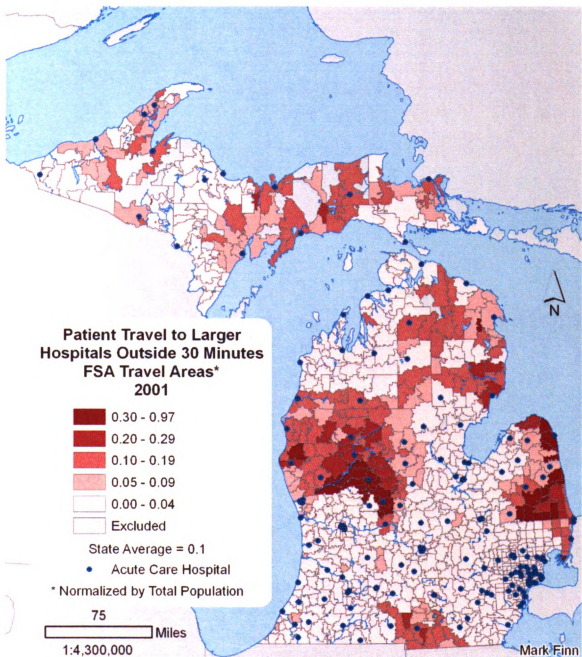 N
Patient Travel to Larger
Hospitals Outside 30 Minutes
FSA Travel Areas*
2001
0.30 - 0.97
0.20 - 0.29
0.10 - 0.19
0.05 - 0.09
0.00 - 0.04
Excluded
State Average = 0.1
Acute Care Hospital
* Normalized by Total Population
75
Miles
1:4,300,000
Mark Finn